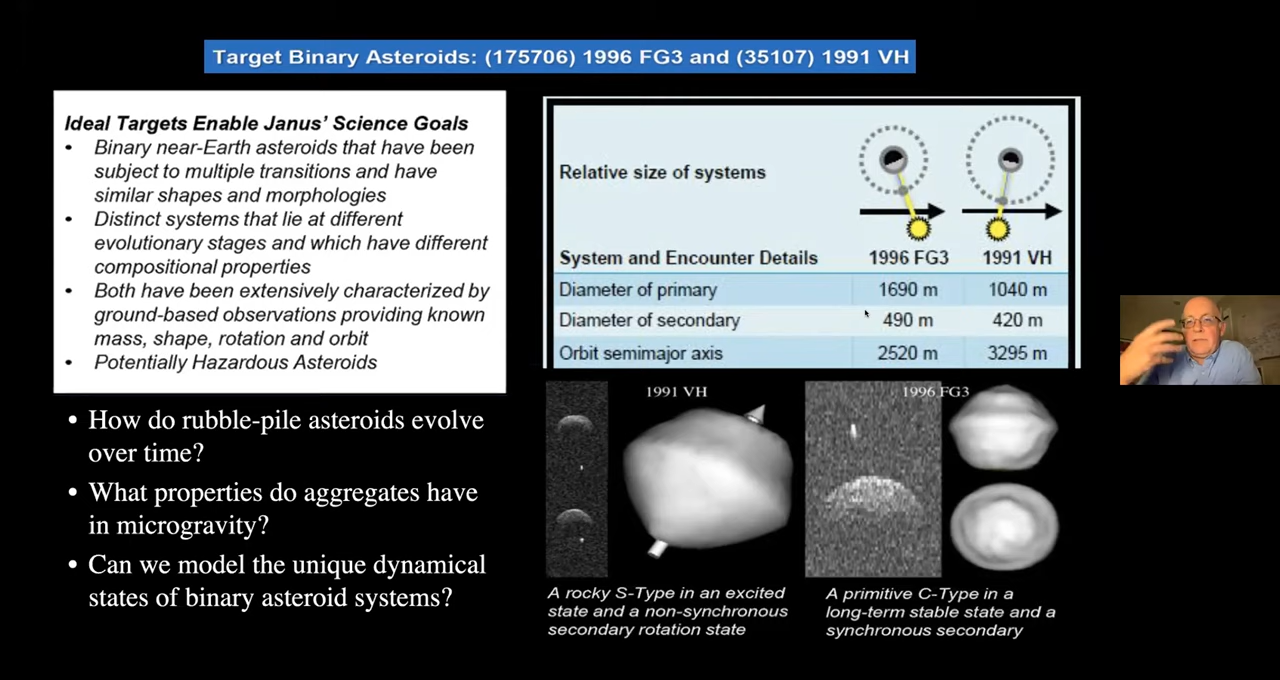 Target Binary Asteroids: (175706) 1996 FG3 and (35107) 1991 VH
Ideal Targets Enable Janus' Science Goals
• Binary near-Earth asteroids that have been
subject to multiple transitions and have
similar shapes and morphologies
• Distinct systems that lie at different
evolutionary stages and which have different
compositional properties
• Both have been extensively characterized by
ground-based observations providing known
mass, shape, rotation and orbit
• Potentially Hazardous Asteroids
• How do rubble-pile asteroids evolve
over time?
• What properties do aggregates have
in microgravity?
• Can we model the unique dynamical
states of binary asteroid systems?
Relative size of systems
System and Encounter Details 1996 FG3 1991 VH
Diameter of primary 1690 m 1040 m
Diameter of secondary 490 m 420 m
Orbit semimajor axis 2520 m 3295 m
1991 VH
1996 FG3
A rocky S-Type in an excited
state and a non-synchronous
secondary rotation state
A primitive C-Type in a
long-term stable state and a
synchronous secondary